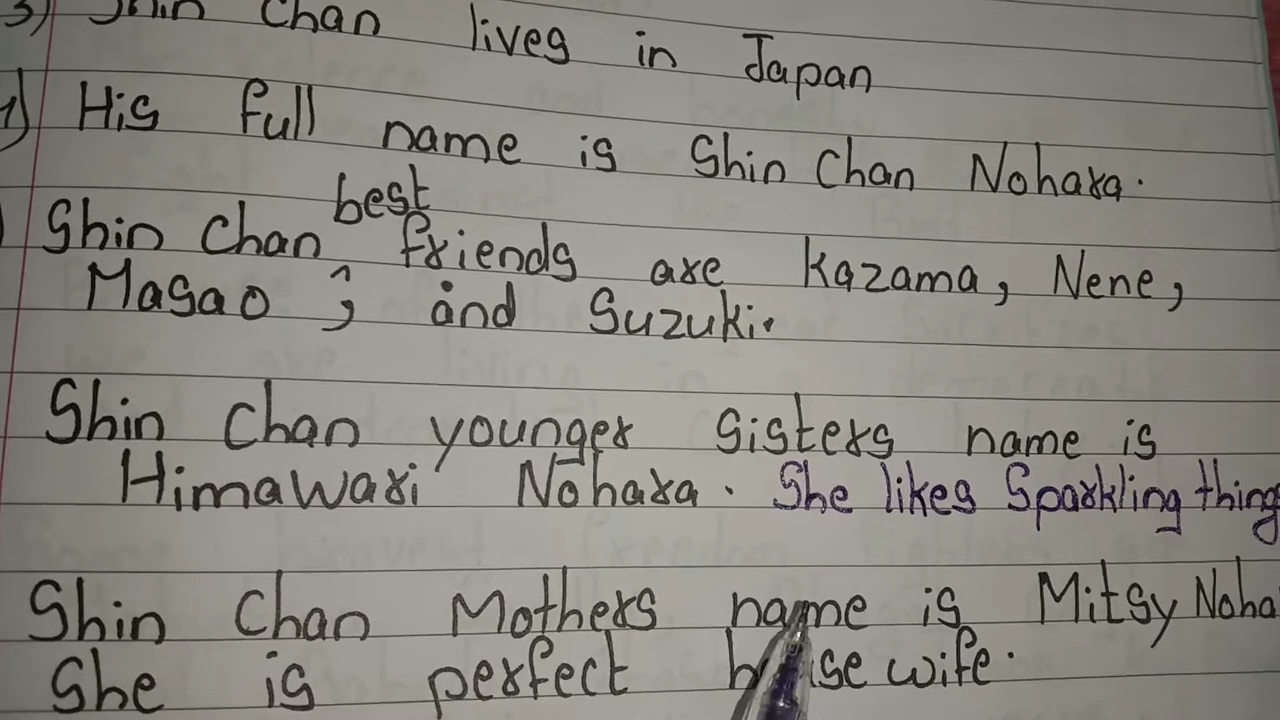 3) Shin Chan lives in Japan
His full name is Shin Chan Nohara.
best
Shin Chan ^ friends are Kazama, Nene,
Masao , and Suzuki.
Shin Chan younger sisters name is
Himawari Nohara. She likes Sparkling thing
Shin Chan Mothers name is Mitsy Noha
She is perfect wife.